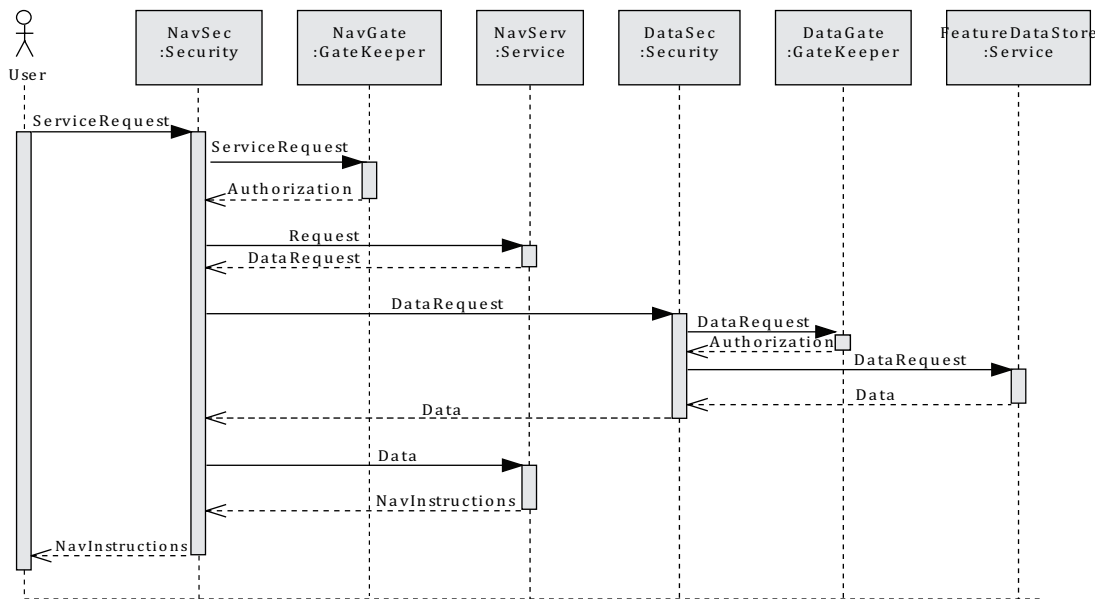 NavSec
:Security
NavGate
:GateKeeper
NavServ
:Service
DataSec
:Security
DataGate
:GateKeeper
FeatureDataStore
:Service
User
ServiceRequest
ServiceRequest
Authorization
Request
DataRequest
DataRequest
DataRequest
Authorization
DataRequest
Data
Data
Data
NavInstructions
NavInstructions